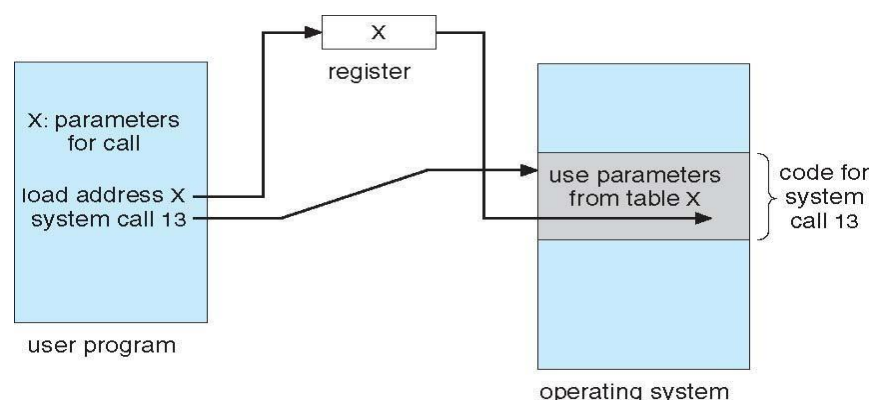 X
register
X: parameters
for call
load address X
system call 13
user program
use parameters
from table X
code for
system
call 13
operating system